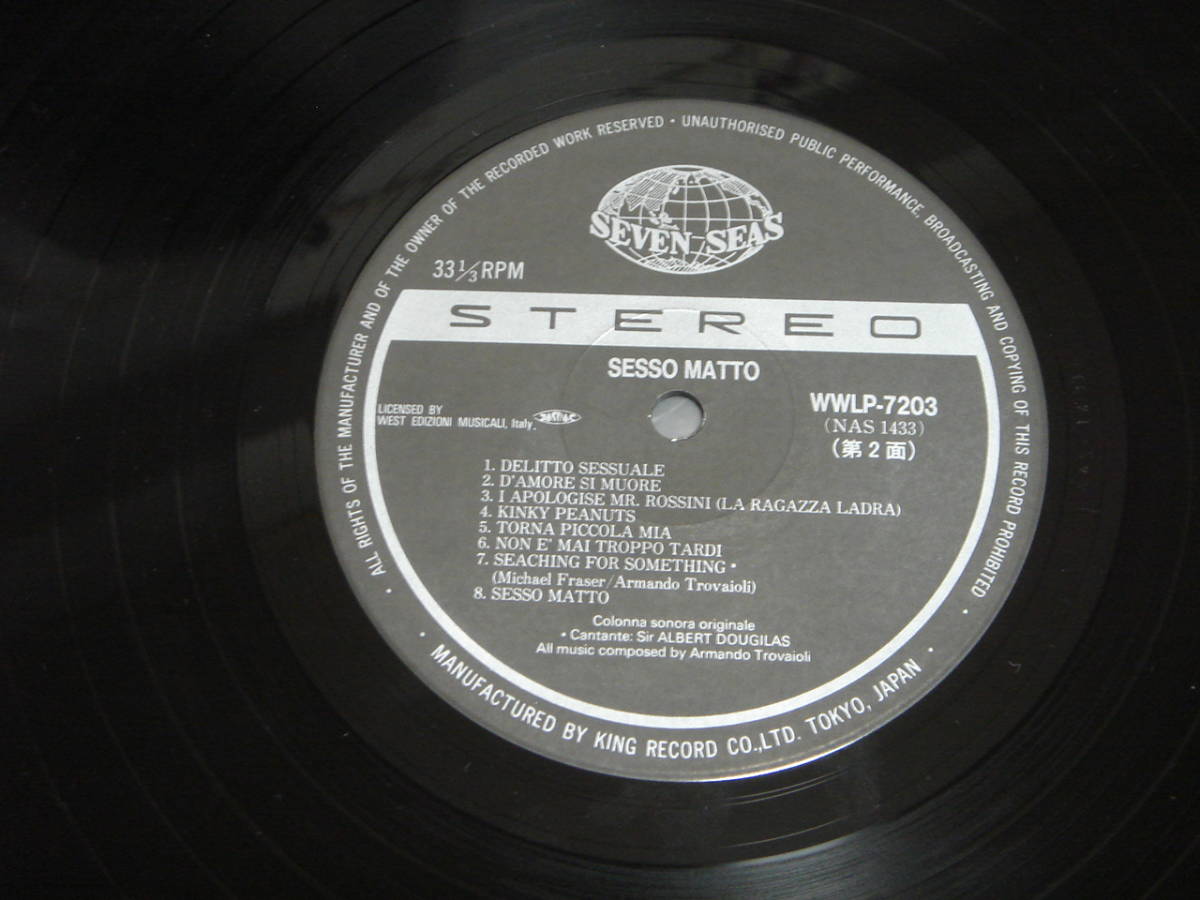 • ALL RIGHTS OF THE MANUFACTURER AND OF THE OWNER OF THE RECORDED WORK RESERVED • UNAUTHORISED PUBLIC PERFORMANCE, BROADCASTING AND COPYING OF THIS RECORD PROHIBITED •
SEVEN SEAS
33 1/3 RPM
STEREO
SESSO MATTO
LICENSED BY
WEST EDIZIONI MUSICALI, Italy.
WWLP-7203
(NAS 1433)
(第2面)
1. DELITTO SESSUALE
2. D'AMORE SI MUORE
3. I APOLOGISE MR. ROSSINI (LA RAGAZZA LADRA)
4. KINKY PEANUTS
5. TORNA PICCOLA MIA
6. NON E' MAI TROPPO TARDI
7. SEACHING FOR SOMETHING •
(Michael Fraser/Armando Trovaioli)
8. SESSO MATTO
Colonna sonora originale
• Cantante: Sir ALBERT DOUGILAS
All music composed by Armando Trovaioli
• MANUFACTURED BY KING RECORD CO.,LTD. TOKYO, JAPAN •